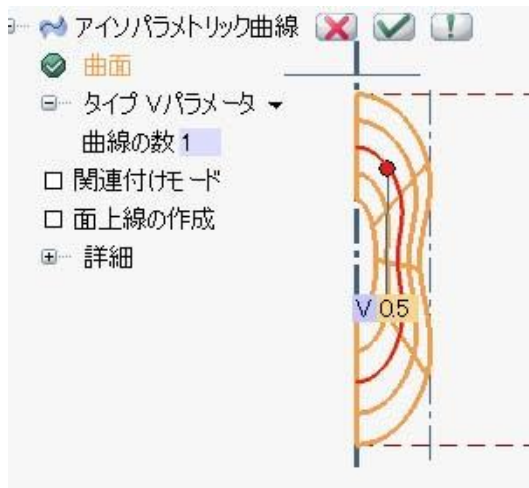 アイソパラメトリック曲線
曲面
タイプ Vパラメータ
曲線の数 1
関連付けモード
面上線の作成
詳細
V 0.5